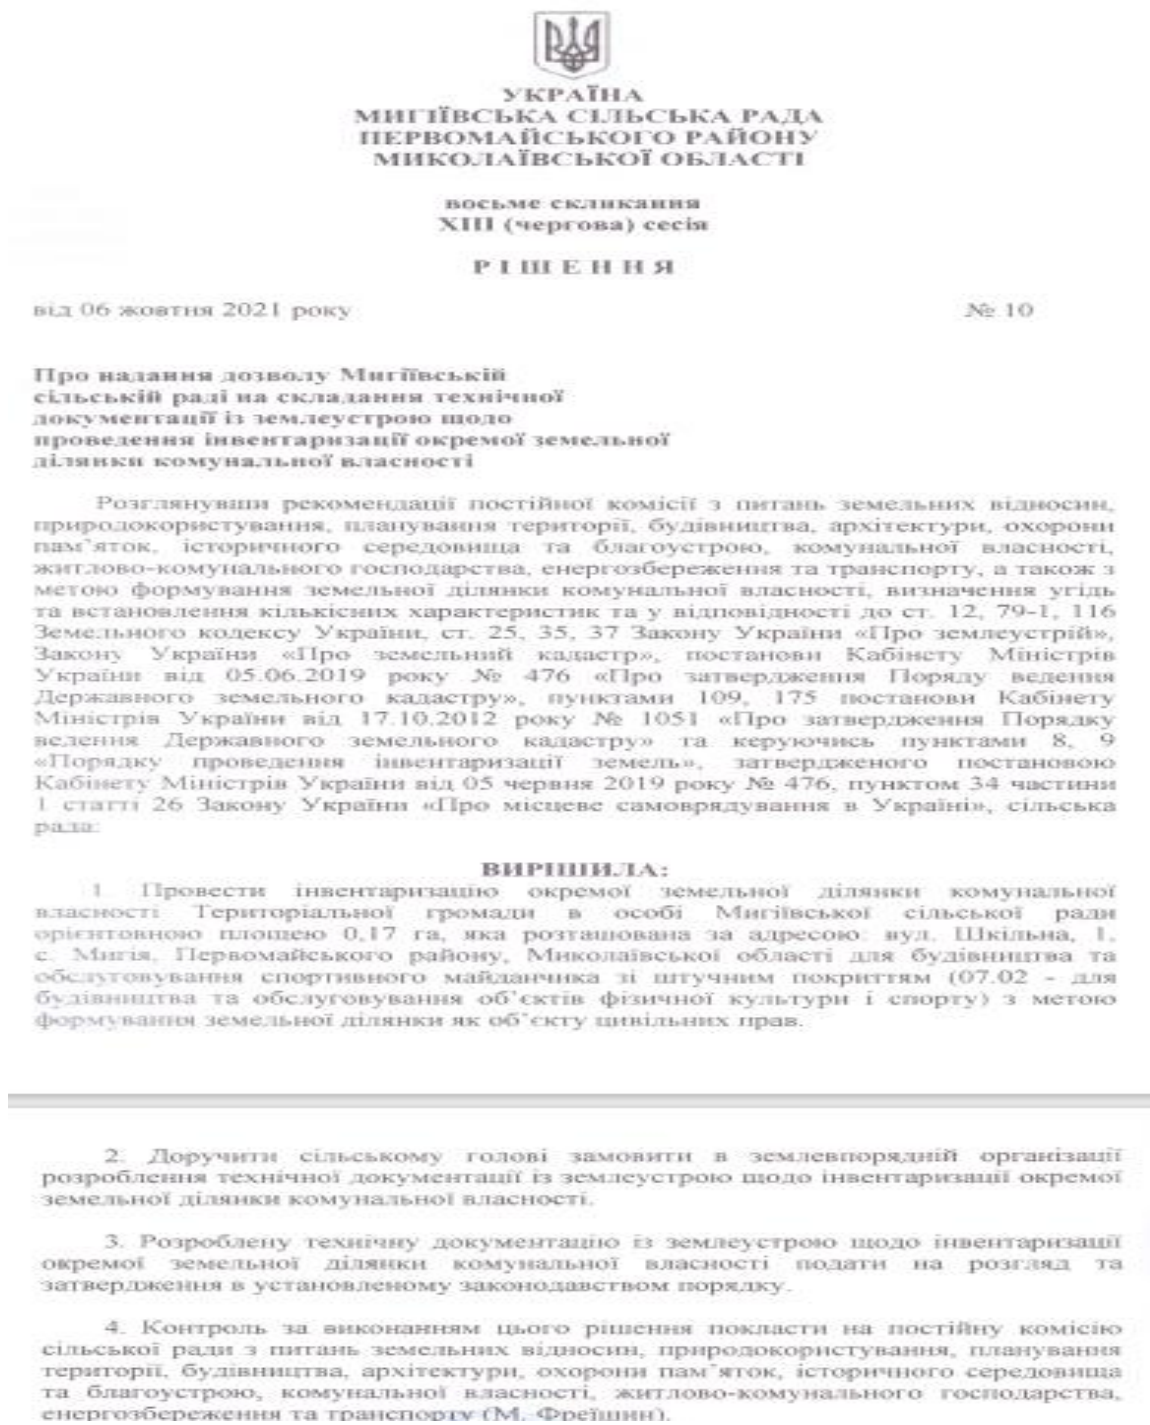 УКРАЇНА
МИГІЇВСЬКА СІЛЬСЬКА РАДА
ПЕРВОМАЙСЬКОГО РАЙОНУ
МИКОЛАЇВСЬКОЇ ОБЛАСТІ
восьме скликання
ХІІІ (чергова) сесія
Р І Ш Е Н Н Я
від 06 жовтня 2021 року № 10
Про надання дозволу Мигіївській
сільській раді на складання технічної
документації із землеустрою щодо
проведення інвентаризації окремої земельної
ділянки комунальної власності
Розглянувши рекомендації постійної комісії з питань земельних відносин,
природокористування, планування території, будівництва, архітектури, охорони
пам’яток, історичного середовища та благоустрою, комунальної власності,
житлово-комунального господарства, енергозбереження та транспорту, а також з
метою формування земельної ділянки комунальної власності, визначення угідь
та встановлення кількісних характеристик та у відповідності до ст. 12, 79-1, 116
Земельного кодексу України, ст. 25, 35, 37 Закону України «Про землеустрій»,
Закону України «Про земельний кадастр», постанови Кабінету Міністрів
України від 05.06.2019 року № 476 «Про затвердження Поряду ведення
Державного земельного кадастру», пунктами 109, 175 постанови Кабінету
Міністрів України від 17.10.2012 року № 1051 «Про затвердження Порядку
ведення Державного земельного кадастру» та керуючись пунктами 8, 9
«Порядку проведення інвентаризації земель», затвердженого постановою
Кабінету Міністрів України від 05 червня 2019 року № 476, пунктом 34 частини
1 статті 26 Закону України «Про місцеве самоврядування в Україні», сільська
рада:
ВИРІШИЛА:
1. Провести інвентаризацію окремої земельної ділянки комунальної
власності Територіальної громади в особі Мигіївської сільської ради
орієнтовною площею 0,17 га, яка розташована за адресою: вул. Шкільна, 1,
с. Мигія, Первомайського району, Миколаївської області для будівництва та
обслуговування спортивного майданчика зі штучним покриттям (07.02 - для
будівництва та обслуговування об’єктів фізичної культури і спорту) з метою
формування земельної ділянки як об’єкту цивільних прав.
2. Доручити сільському голові замовити в землевпорядній організації
розроблення технічної документації із землеустрою щодо інвентаризації окремої
земельної ділянки комунальної власності.
3. Розроблену технічну документацію із землеустрою щодо інвентаризації
окремої земельної ділянки комунальної власності подати на розгляд та
затвердження в установленому законодавством порядку.
4. Контроль за виконанням цього рішення покласти на постійну комісію
сільської ради з питань земельних відносин, природокористування, планування
території, будівництва, архітектури, охорони пам’яток, історичного середовища
та благоустрою, комунальної власності, житлово-комунального господарства,
енергозбереження та транспорту (М. Фрейшин).